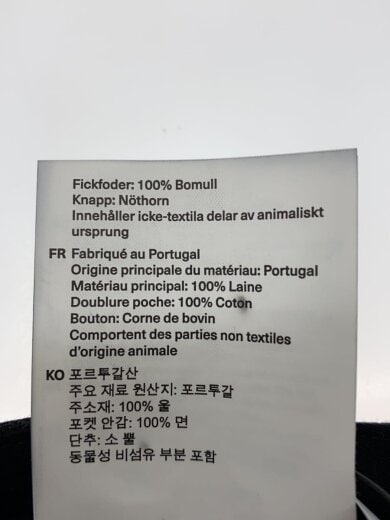 Fickfoder: 100% Bomull
Knapp: Nöthorn
Innehåller icke-textila delar av animaliskt
ursprung
FR Fabriqué au Portugal
Origine principale du matériau: Portugal
Matériau principal: 100% Laine
Doublure poche: 100% Coton
Bouton: Corne de bovin
Comportent des parties non textiles
d'origine animale
KO 포르투갈산
주요 재료 원산지: 포르투갈
주소재: 100% 울
포켓 안감: 100% 면
단추: 소 뿔
동물성 비섬유 부분 포함